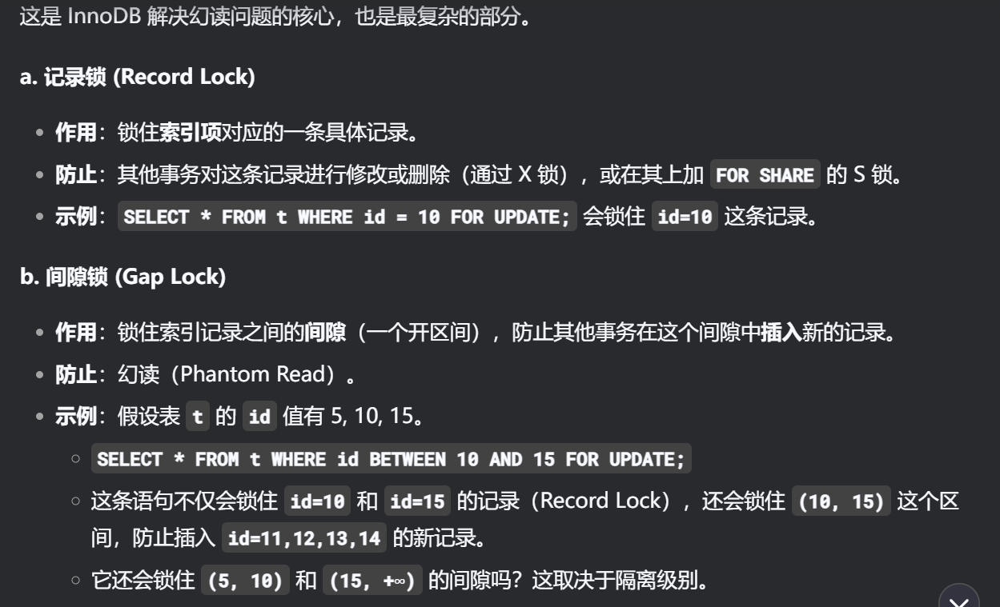 这是 InnoDB 解决幻读问题的核心，也是最复杂的部分。
a. 记录锁 (Record Lock)
作用：锁住索引项对应的一条具体记录。
防止：其他事务对这条记录进行修改或删除（通过 X 锁），或在其上加 FOR SHARE 的 S 锁。
示例：SELECT * FROM t WHERE id = 10 FOR UPDATE; 会锁住 id=10 这条记录。
b. 间隙锁 (Gap Lock)
作用：锁住索引记录之间的间隙（一个开区间），防止其他事务在这个间隙中插入新的记录。
防止：幻读（Phantom Read）。
示例：假设表 t 的 id 值有 5, 10, 15。
SELECT * FROM t WHERE id BETWEEN 10 AND 15 FOR UPDATE;
这条语句不仅会锁住 id=10 和 id=15 的记录（Record Lock），还会锁住 (10, 15) 这个区
间，防止插入 id=11,12,13,14 的新记录。
它还会锁住 (5, 10) 和 (15, +∞) 的间隙吗？这取决于隔离级别。